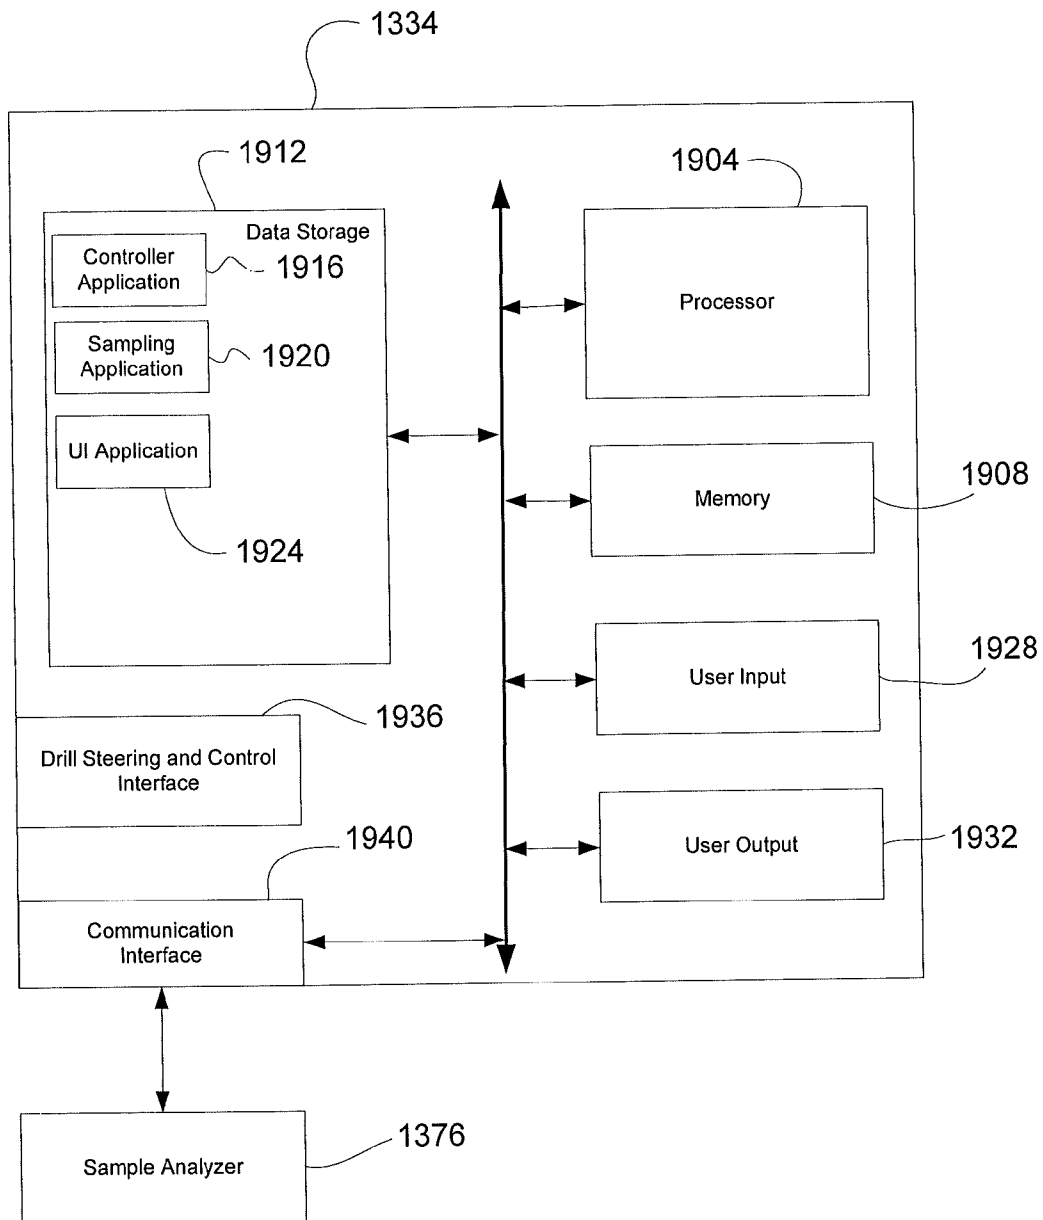 1334
1912
1904
Data Storage
Controller
Application
1916
Processor
Sampling
Application
1920
UI Application
1908
Memory
1924
1928
User Input
1936
Drill Steering and Control
Interface
1940
1932
User Output
Communication
Interface
1376
Sample Analyzer